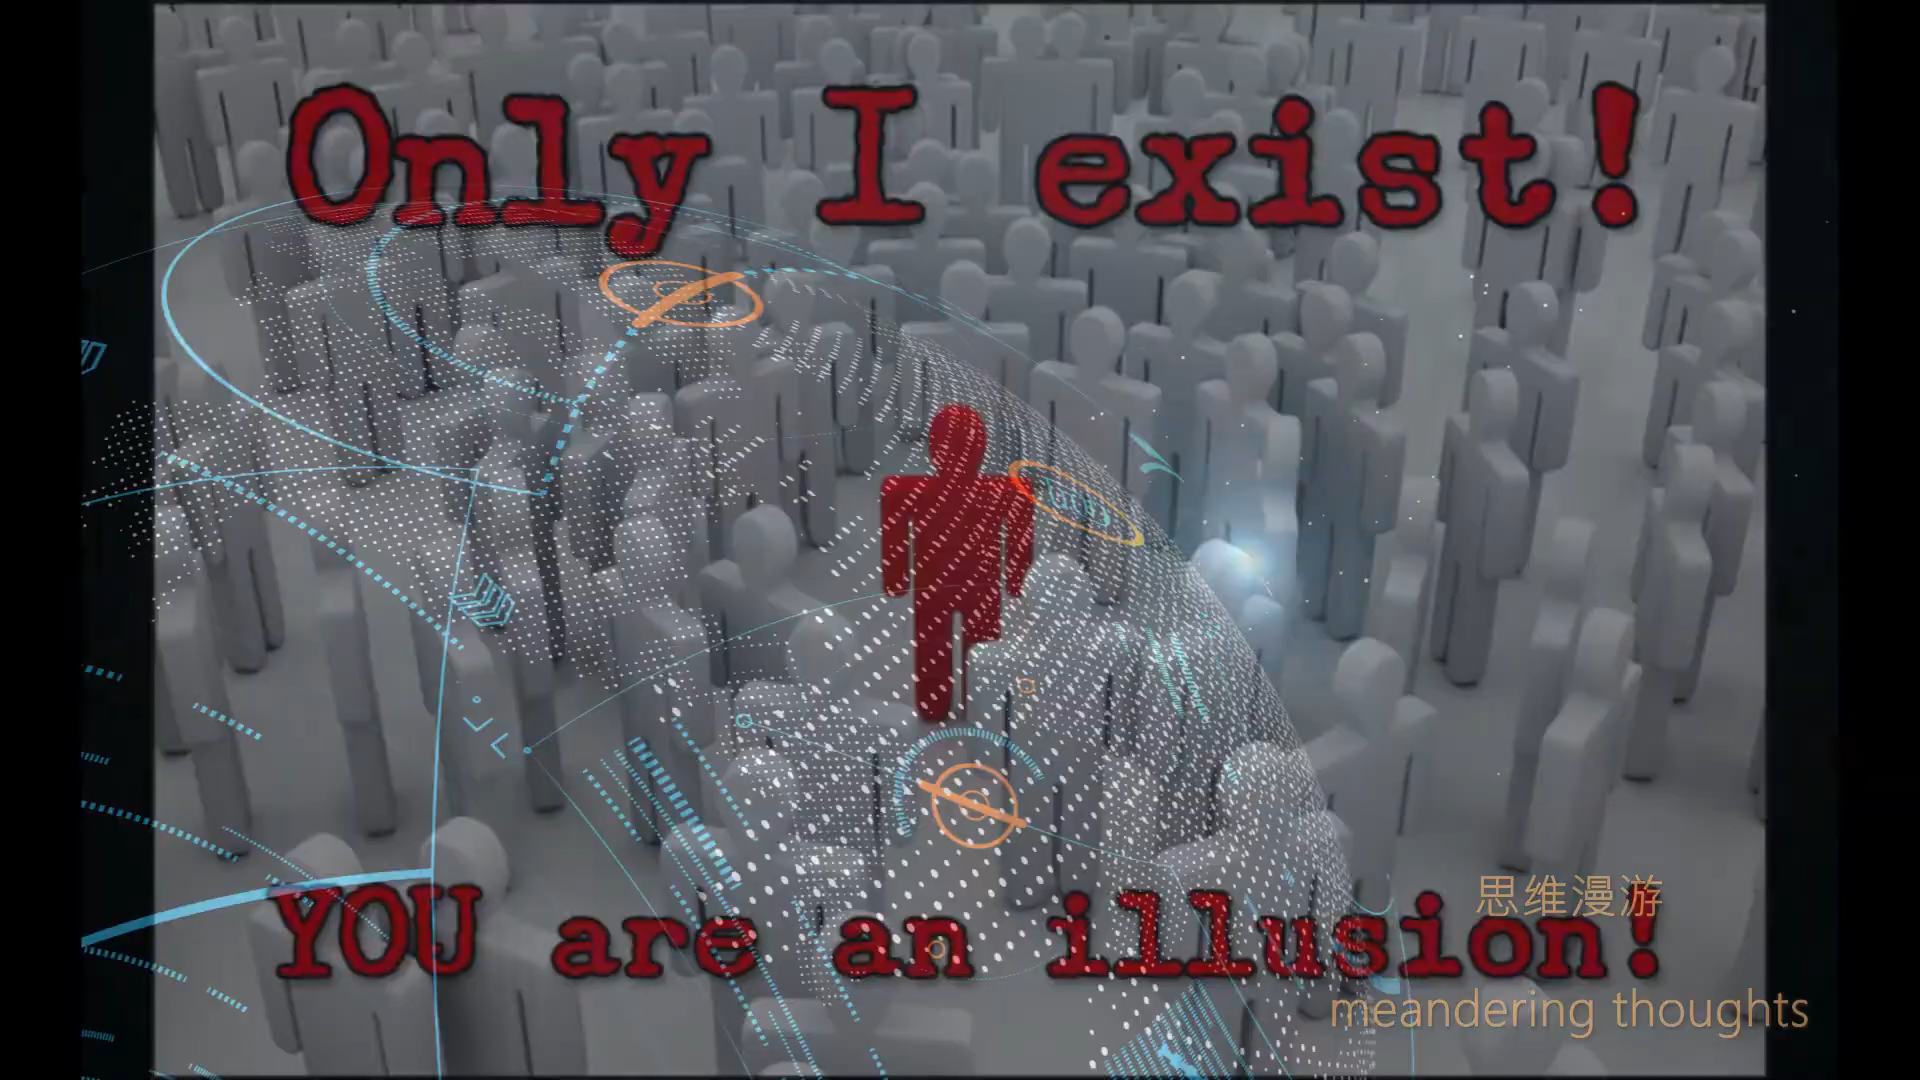 Only I exist!
YOU are an illusion!
思维漫游
meandering thoughts